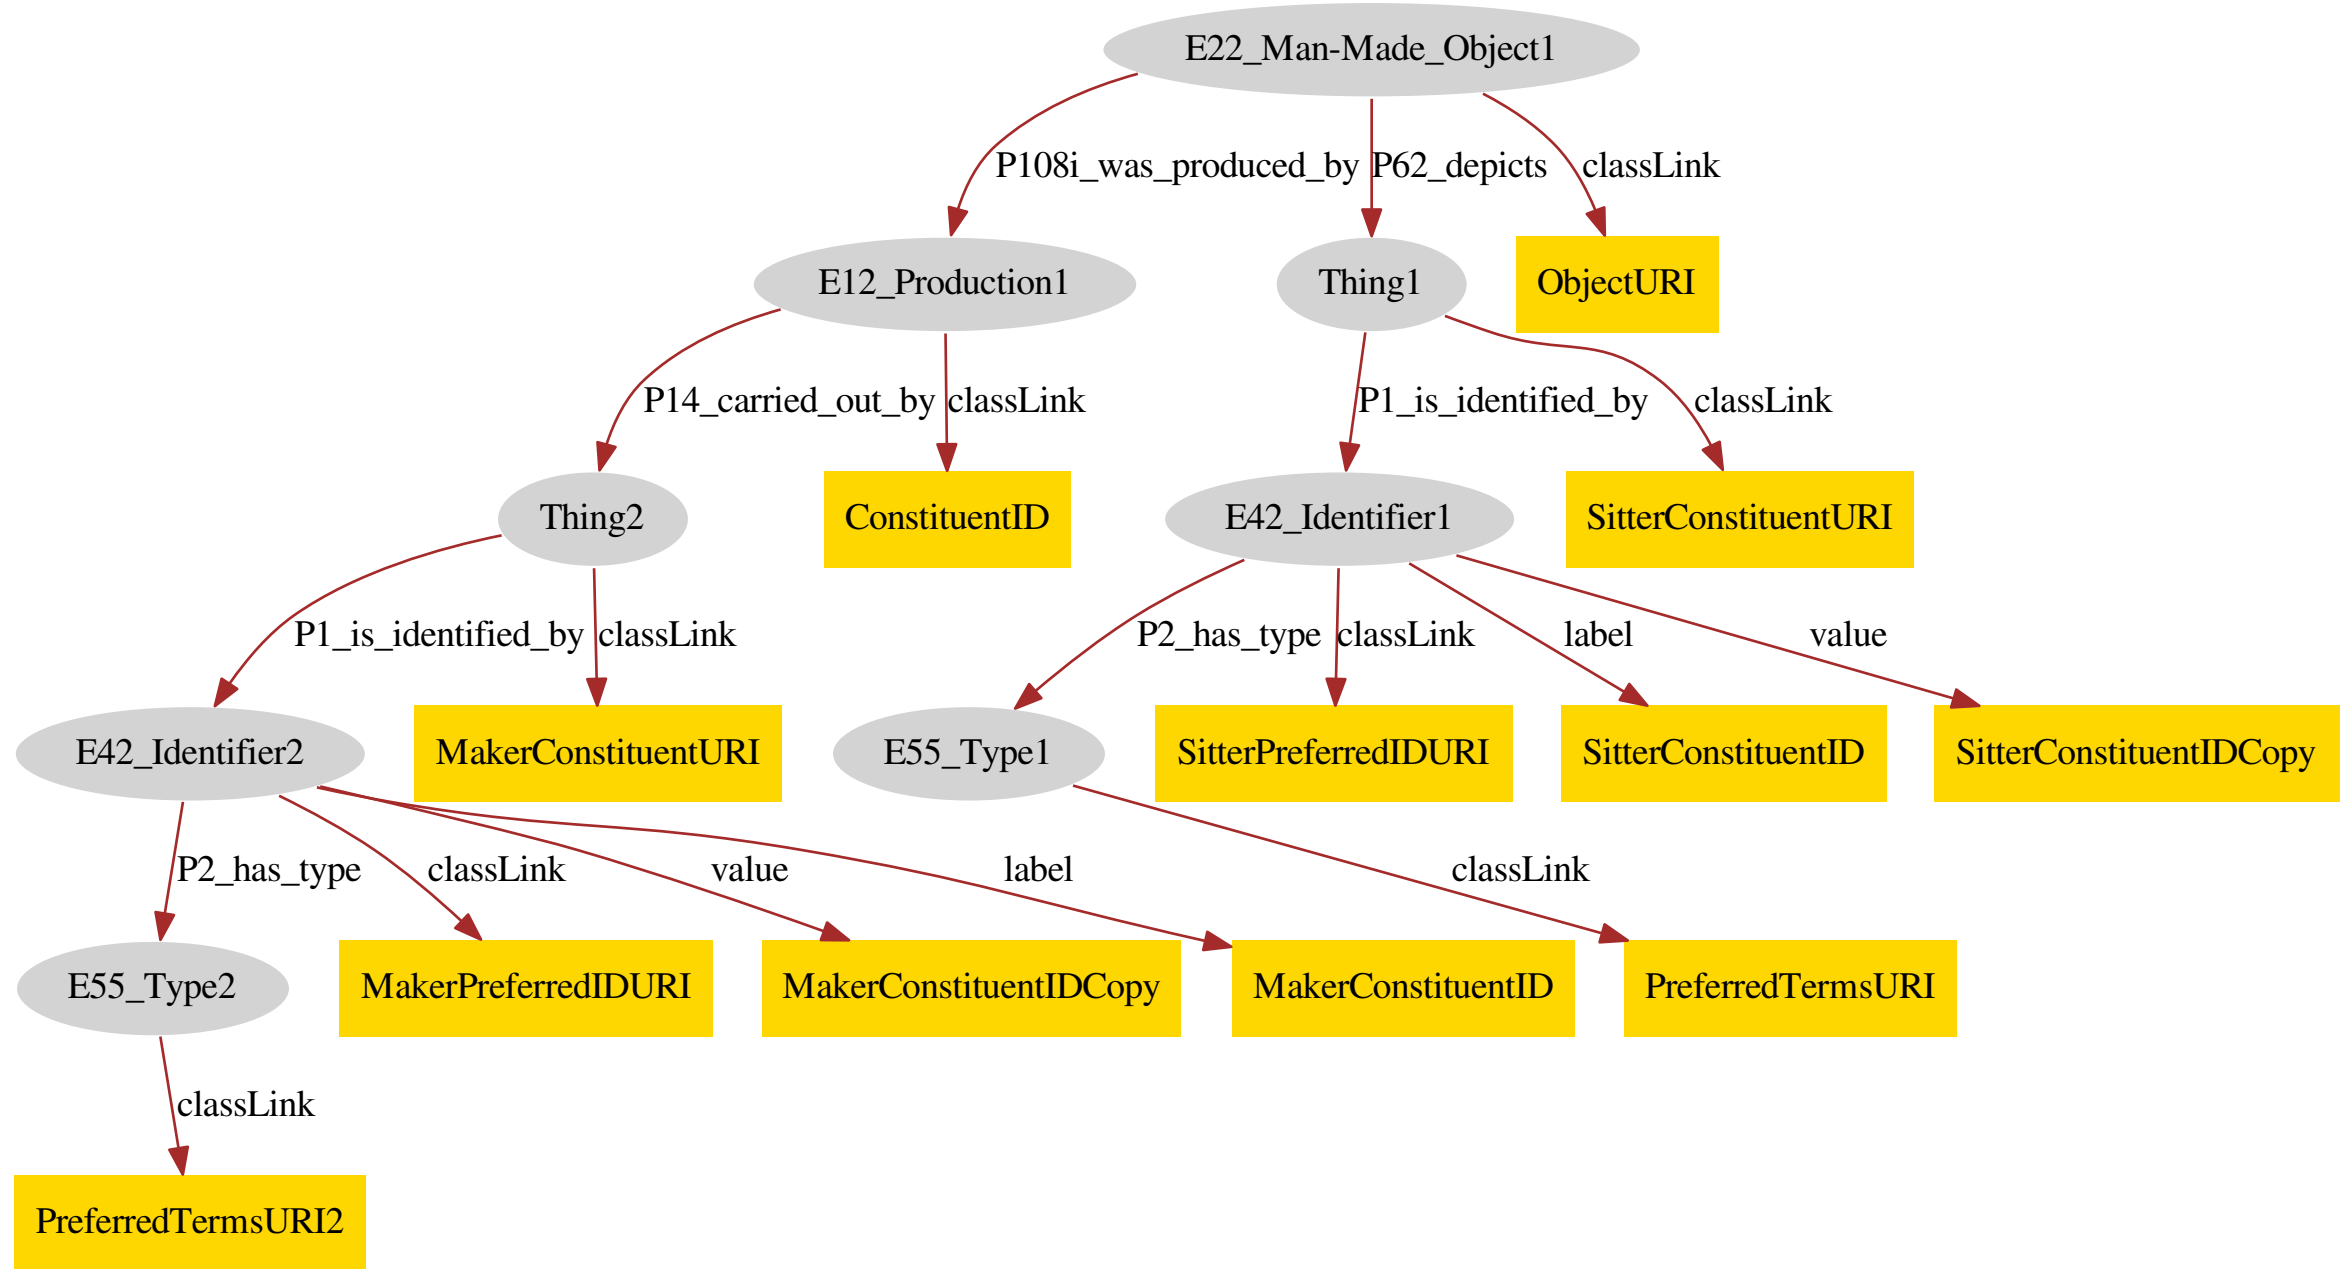 E22_Man-Made_Object1
P108i_was_produced_by
P62_depicts
classLink
E12_Production1
Thing1
ObjectURI
P14_carried_out_by
classLink
P1_is_identified_by
classLink
Thing2
ConstituentID
E42_Identifier1
SitterConstituentURI
P1_is_identified_by
classLink
P2_has_type
classLink
label
value
E42_Identifier2
MakerConstituentURI
E55_Type1
SitterPreferredIDURI
SitterConstituentID
SitterConstituentIDCopy
P2_has_type
classLink
value
label
classLink
E55_Type2
MakerPreferredIDURI
MakerConstituentIDCopy
MakerConstituentID
PreferredTermsURI
classLink
PreferredTermsURI2